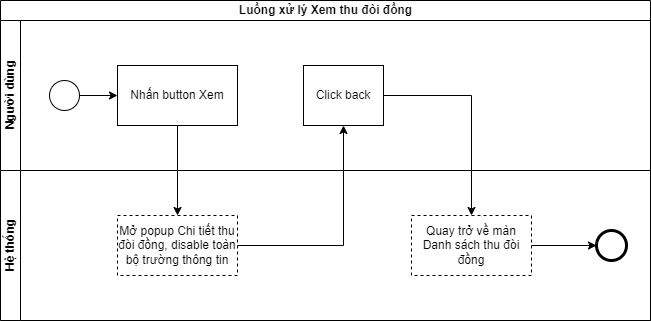 Luồng xử lý Xem thu đòi đồng
Người dùng
Nhấn button Xem
Click back
Hệ thống
Mở popup Chi tiết thu
đòi đồng, disable toàn
bộ trường thông tin
Quay trở về màn
Danh sách thu đòi
đồng